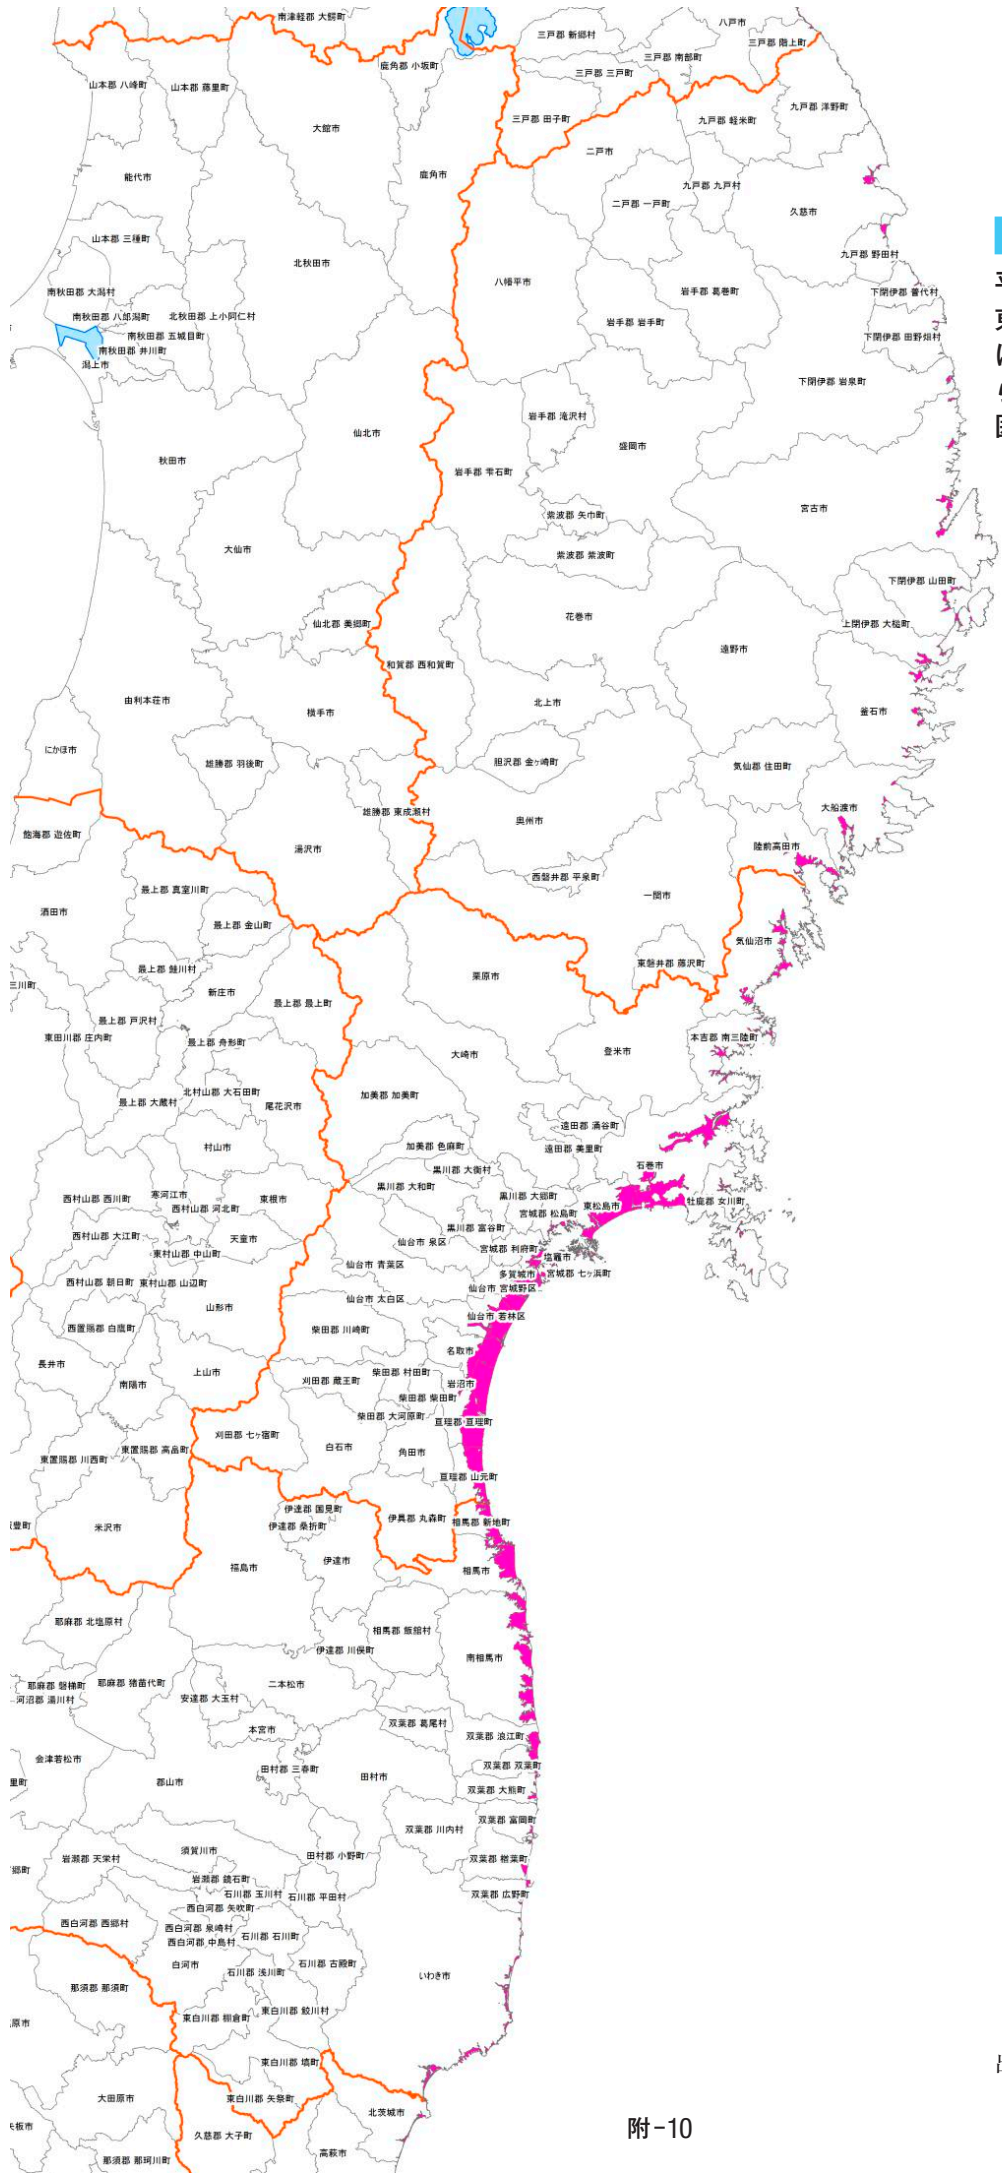 南津軽郡 大鰐町
三戸郡 新郷村
八戸市
三戸郡 階上町
鹿角郡 小坂町
三戸郡 南部町
三戸郡 三戸町
山本郡 八峰町
山本郡 藤里町
大館市
三戸郡 田子町
九戸郡 軽米町
九戸郡 洋野町
二戸市
能代市
鹿角市
九戸郡 九戸村
二戸郡 一戸町
久慈市
山本郡 三種町
九戸郡 野田村
北秋田市
八幡平市
南秋田郡 大潟村
岩手郡 葛巻町
下閉伊郡 普代村
南秋田郡 八郎潟町
北秋田郡 上小阿仁村
岩手郡 岩手町
南秋田郡 五城目町
下閉伊郡 田野畑村
南秋田郡 井川町
潟上市
下閉伊郡 岩泉町
岩手郡 滝沢村
仙北市
盛岡市
秋田市
岩手郡 雫石町
宮古市
紫波郡 矢巾町
大仙市
紫波郡 紫波町
下閉伊郡 山田町
花巻市
仙北郡 美郷町
上閉伊郡 大槌町
遠野市
和賀郡 西和賀町
由利本荘市
北上市
横手市
釜石市
にかほ市
雄勝郡 羽後町
胆沢郡 金ヶ崎町
気仙郡 住田町
大船渡市
雄勝郡 東成瀬村
奥州市
飽海郡 遊佐町
湯沢市
陸前高田市
西磐井郡 平泉町
最上郡 真室川町
一関市
酒田市
最上郡 金山町
気仙沼市
東磐井郡 藤沢町
最上郡 鮭川村
栗原市
三川町
新庄市
最上郡 最上町
最上郡 戸沢村
東田川郡 庄内町
最上郡 舟形町
本吉郡 南三陸町
大崎市
登米市
北村山郡 大石田町
加美郡 加美町
最上郡 大蔵村
尾花沢市
遠田郡 涌谷町
村山市
加美郡 色麻町
遠田郡 美里町
石巻市
黒川郡 大衡村
黒川郡 大和町
西村山郡 西川町
寒河江市
東根市
黒川郡 大郷町
牡鹿郡 女川町
西村山郡 河北町
東松島市
宮城郡 松島町
黒川郡 富谷町
西村山郡 大江町
天童市
仙台市 泉区
東村山郡 中山町
宮城郡 利府町
塩竈市
仙台市 青葉区
多賀城市
宮城郡 七ヶ浜町
西村山郡 朝日町
東村山郡 山辺町
仙台市 宮城野区
仙台市 太白区
山形市
仙台市 若林区
西置賜郡 白鷹町
柴田郡 川崎町
名取市
長井市
上山市
柴田郡 村田町
刈田郡 蔵王町
南陽市
岩沼市
柴田郡 柴田町
柴田郡 大河原町
亘理郡 亘理町
刈田郡 七ヶ宿町
白石市
東置賜郡 高畠町
角田市
東置賜郡 川西町
亘理郡 山元町
伊達郡 国見町
豊町
米沢市
伊達郡 桑折町
伊具郡 丸森町
相馬郡 新地町
福島市
伊達市
相馬市
耶麻郡 北塩原村
相馬郡 飯舘村
伊達郡 川俣町
南相馬市
耶麻郡 磐梯町
耶麻郡 猪苗代町
二本松市
河沼郡 湯川村
安達郡 大玉村
双葉郡 葛尾村
本宮市
双葉郡 浪江町
会津若松市
双葉郡 双葉町
田村郡 三春町
田村市
里町
郡山市
双葉郡 大熊町
双葉郡 富岡町
双葉郡 川内村
須賀川市
田村郡 小野町
岩瀬郡 天栄村
双葉郡 楢葉町
郷町
岩瀬郡 鏡石町
石川郡 玉川村
石川郡 平田村
双葉郡 広野町
西白河郡 矢吹町
西白河郡 西郷村
西白河郡 泉崎村
石川郡 石川町
西白河郡 中島村
白河市
石川郡 古殿町
石川郡 浅川町
いわき市
那須郡 那須町
東白川郡 鮫川村
東白川郡 棚倉町
原市
東白川郡 塙町
大田原市
東白川郡 矢祭町
北茨城市
矢板市
久慈郡 大子町
高萩市
那須郡 那珂川町
附-10